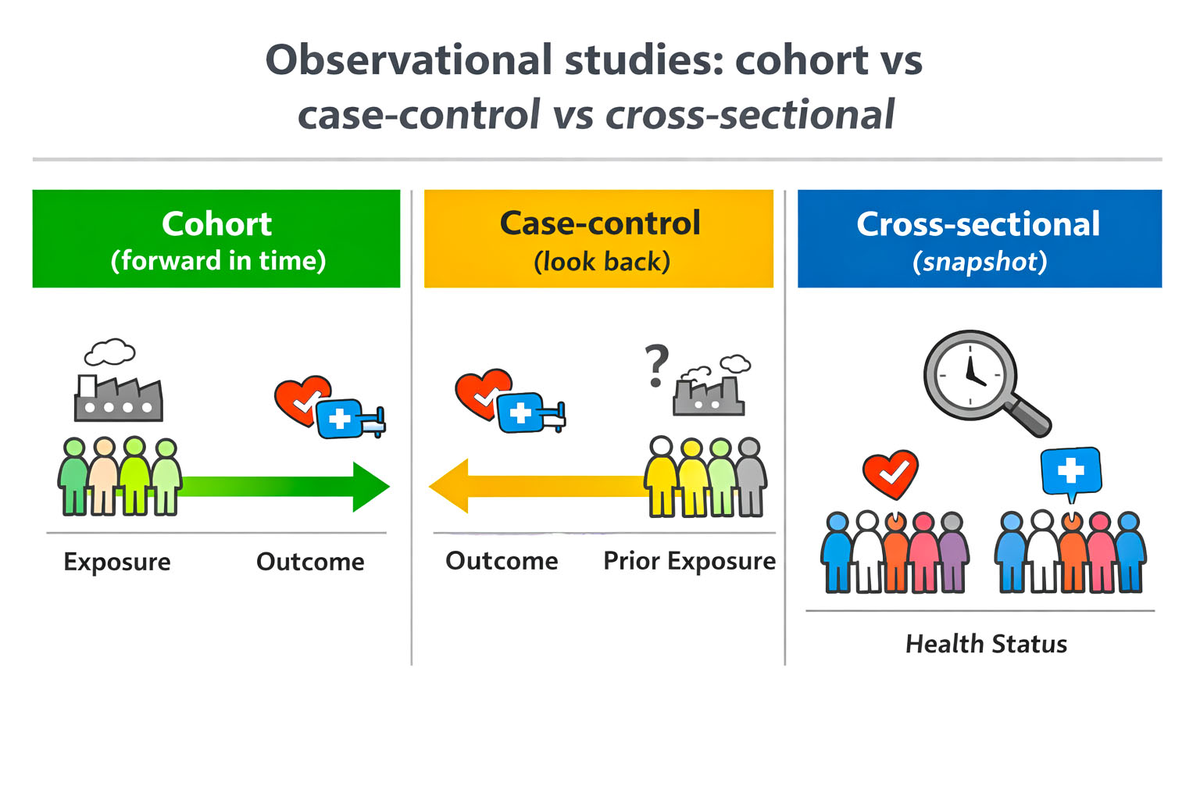 Observational studies: cohort vs
case-control vs cross-sectional
Cohort
(forward in time)
Exposure
Outcome
Case-control
(look back)
?
Outcome
Prior Exposure
Cross-sectional
(snapshot)
Health Status